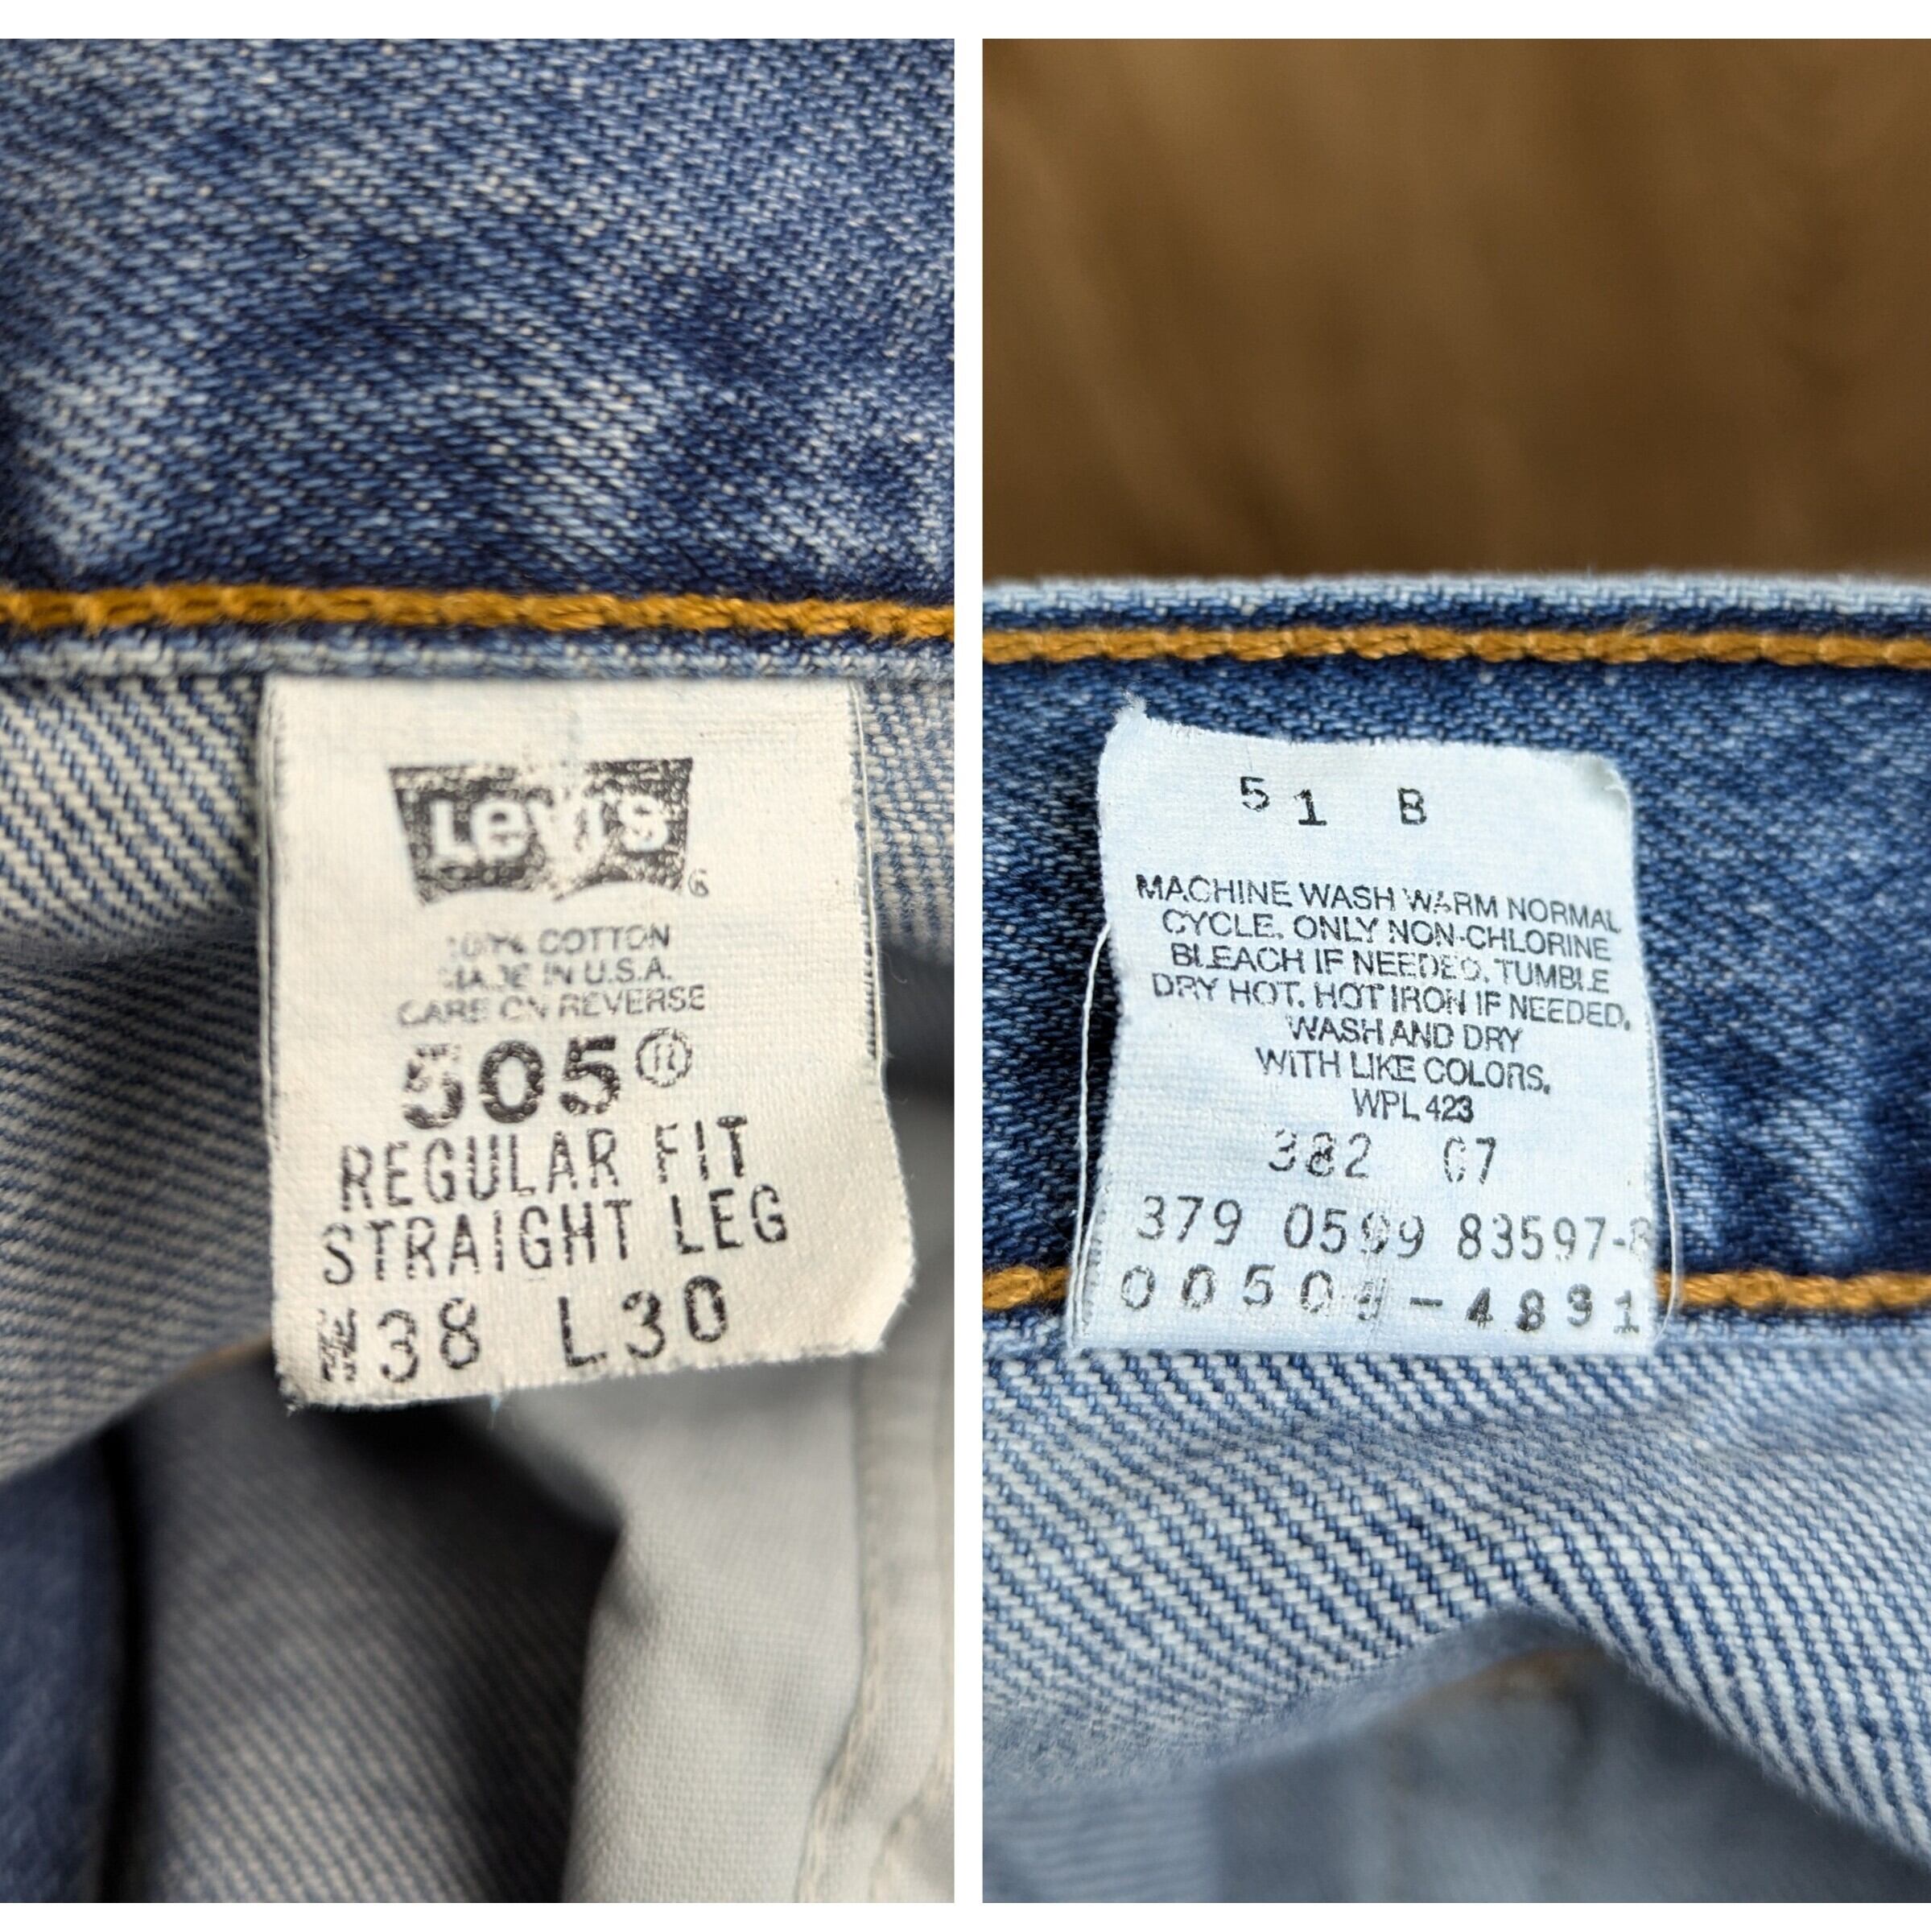 Levi's
100% COTTON
MADE IN U.S.A.
CARE ON REVERSE
505®
REGULAR FIT
STRAIGHT LEG
38 L30
51 B
MACHINE WASH WARM NORMAL
CYCLE. ONLY NON-CHLORINE
BLEACH IF NEEDED. TUMBLE
DRY HOT. HOT IRON IF NEEDED.
WASH AND DRY
WITH LIKE COLORS.
WPL 423
382 07
379 0599 83597-8
-4891